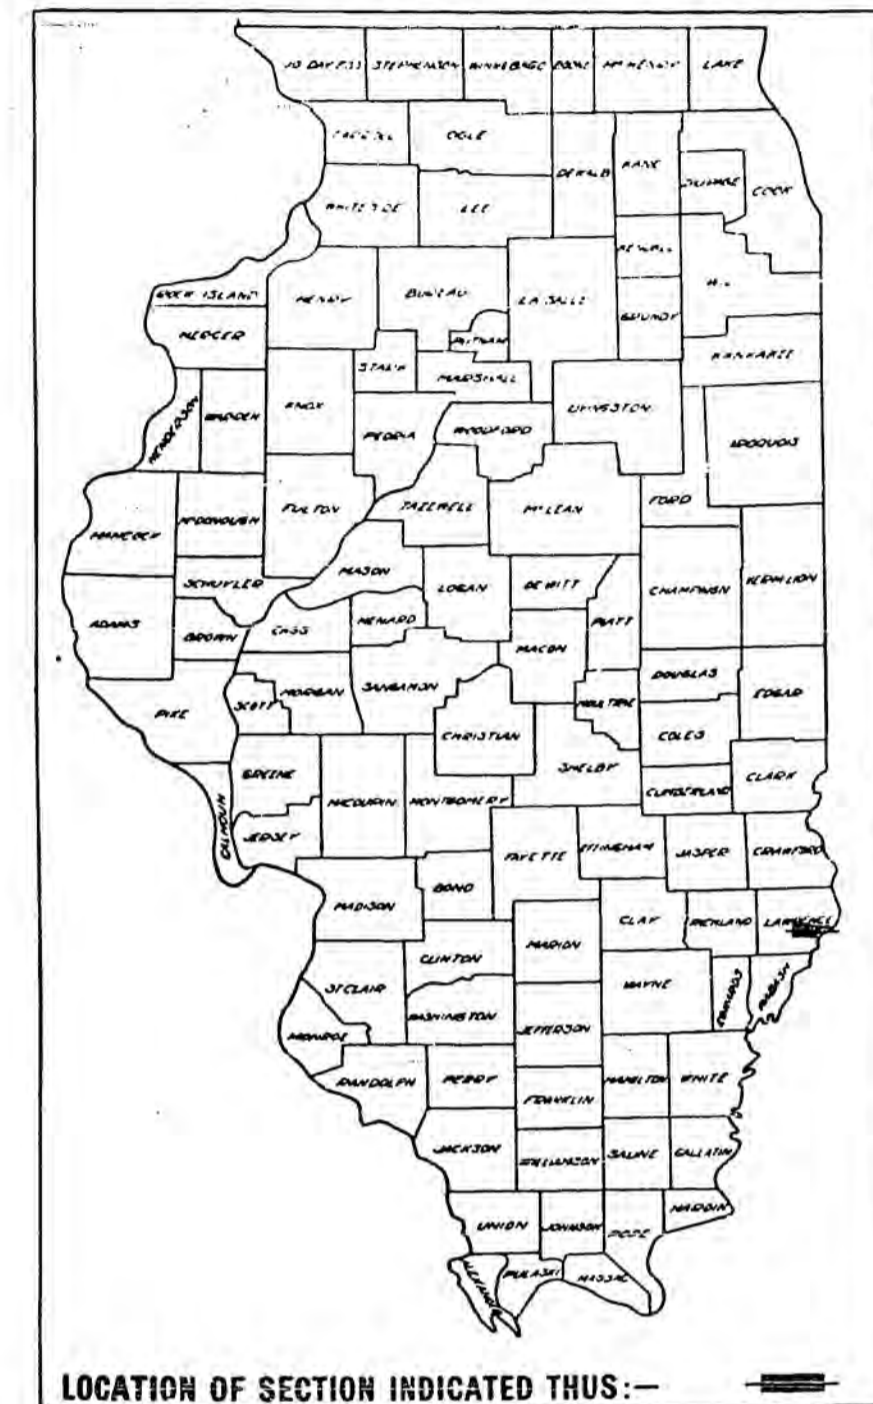 JO DAVIESS STEPHENSON WINNEBAGO BOONE McHENRY LAKE
CARROLL OGLE
DEKALB KANE
DUPAGE COOK
WHITESIDE LEE
KENDALL
ROCK ISLAND HENRY BUREAU LA SALLE WILL
GRUNDY
MERCER PUTNAM
STARK MARSHALL KANKAKEE
HENDERSON WARREN KNOX
PEORIA WOODFORD LIVINGSTON
IROQUOIS
HANCOCK McDONOUGH FULTON TAZEWELL McLEAN FORD
SCHUYLER MASON
LOGAN DEWITT CHAMPAIGN VERMILION
ADAMS BROWN CASS MENARD PIATT
MACON
PIKE SCOTT MORGAN SANGAMON DOUGLAS
MOULTRIE EDGAR
CHRISTIAN COLES
GREENE SHELBY CLARK
CALHOUN MACOUPIN MONTGOMERY CUMBERLAND
JERSEY
FAYETTE EFFINGHAM JASPER CRAWFORD
MADISON BOND
CLAY RICHLAND LAWRENCE
MARION
CLINTON
ST CLAIR WAYNE
EDWARDS WABASH
WASHINGTON
MONROE JEFFERSON
RANDOLPH PERRY HAMILTON WHITE
FRANKLIN
JACKSON WILLIAMSON SALINE GALLATIN
UNION JOHNSON POPE HARDIN
ALEXANDER PULASKI MASSAC
LOCATION OF SECTION INDICATED THUS:—